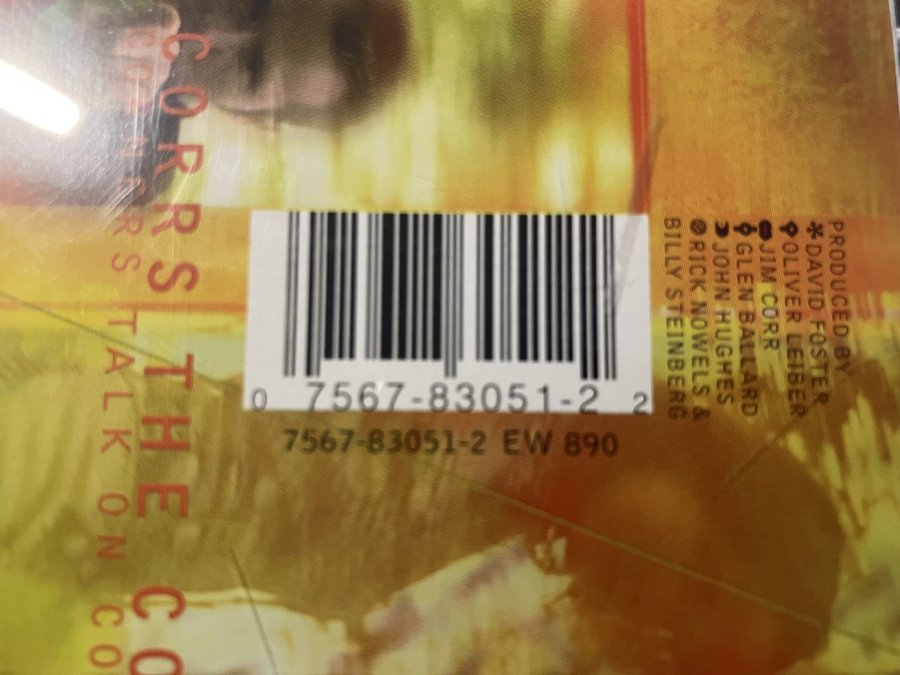 CORRS THE CO
CORNERS TALK ON CO
0 7567-83051-2 2
7567-83051-2 EW 890
PRODUCED BY
DAVID FOSTER
OLIVER LEIBER
JIM CORR
GLEN BALLARD
JOHN HUGHES
RICK NOWELS &
BILLY STEINBERG